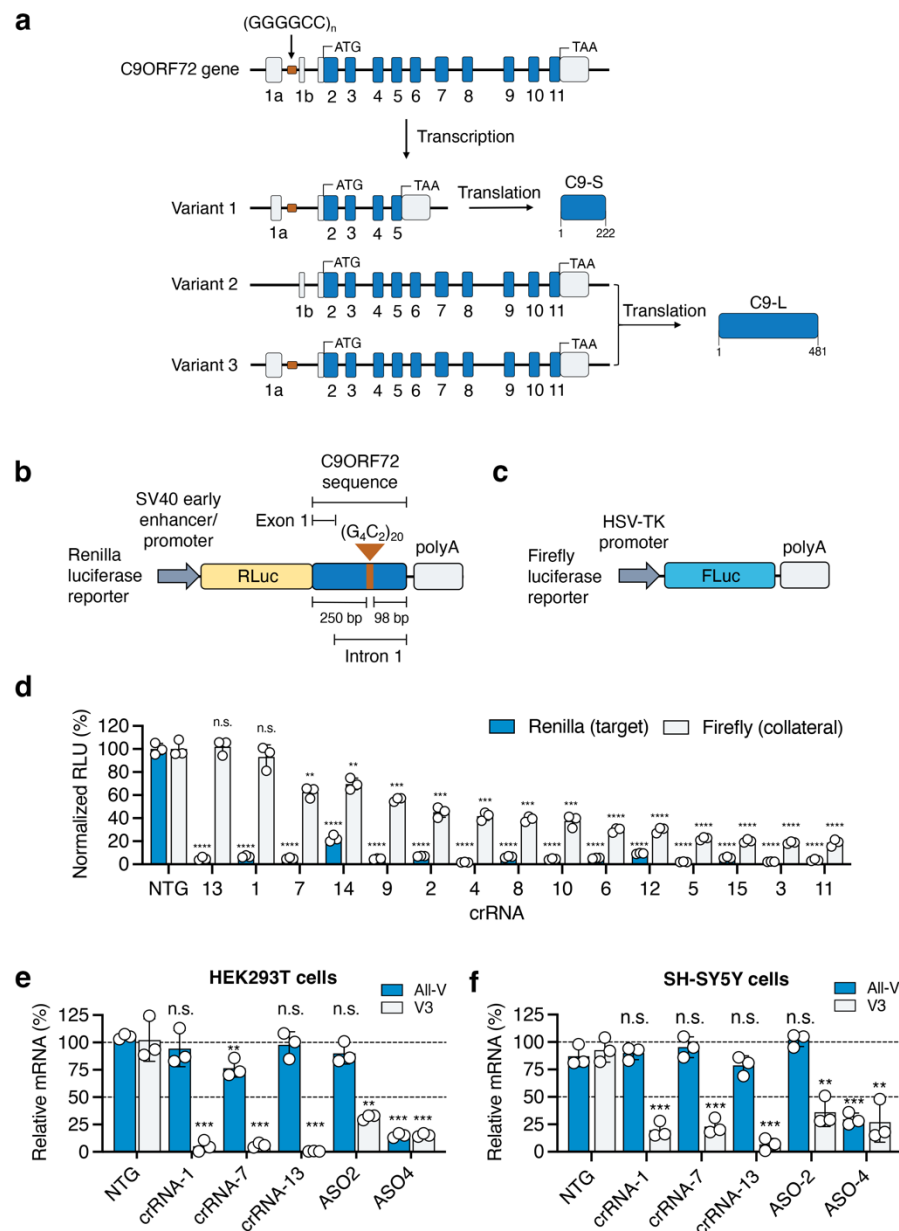 a
(GGGGCC)n
C9ORF72 gene
ATG
TAA
1a 1b 2 3 4 5 6 7 8 9 10 11
Transcription
Variant 1
ATG
TAA
1a 2 3 4 5
Translation
C9-S
1 222
Variant 2
ATG
TAA
1b 2 3 4 5 6 7 8 9 10 11
Translation
C9-L
1 481
Variant 3
ATG
TAA
1a 2 3 4 5 6 7 8 9 10 11
b
C9ORF72
sequence
SV40 early
enhancer/
promoter
Exon 1
(G4C2)20
polyA
Renilla
luciferase
reporter
RLuc
250 bp
98 bp
Intron 1
c
HSV-TK
promoter
polyA
Firefly
luciferase
reporter
FLuc
d
Normalized RLU (%)
120
100
80
60
40
20
0
Renilla (target)
Firefly (collateral)
n.s. n.s. ** ** *** *** *** *** *** **** **** **** **** **** ****
**** **** **** **** **** **** **** **** **** **** **** **** **** **** ****
NTG 13 1 7 14 9 2 4 8 10 6 12 5 15 3 11
crRNA
e
HEK293T cells
All-V
V3
Relative mRNA (%)
125
100
75
50
25
0
n.s. ** n.s. n.s.
*** *** *** ** *** ***
NTG crRNA-1 crRNA-7 crRNA-13 ASO2 ASO4
f
SH-SY5Y cells
All-V
V3
Relative mRNA (%)
125
100
75
50
25
0
n.s. n.s. n.s. n.s.
*** *** *** ** *** **
NTG crRNA-1 crRNA-7 crRNA-13 ASO-2 ASO-4